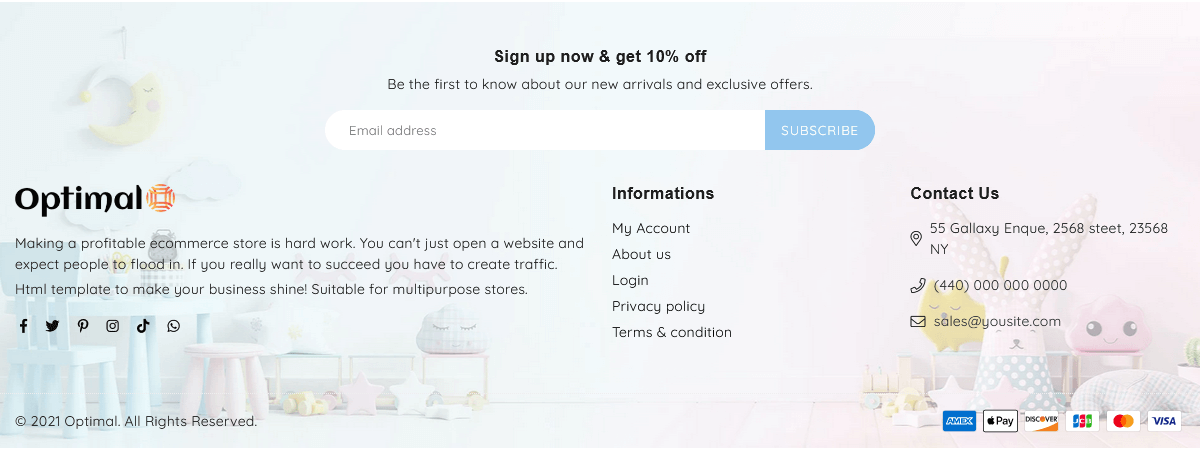 Sign up now & get 10% off
Be the first to know about our new arrivals and exclusive offers.
Email address
SUBSCRIBE
Optimal
Making a profitable ecommerce store is hard work. You can't just open a website and
expect people to flood in. If you really want to succeed you have to create traffic.
Html template to make your business shine! Suitable for multipurpose stores.
Informations
My Account
About us
Login
Privacy policy
Terms & condition
Contact Us
55 Gallaxy Enque, 2568 steet, 23568
NY
(440) 000 000 0000
sales@yousite.com
© 2021 Optimal. All Rights Reserved.
AMEX Pay DISCOVER JCB VISA